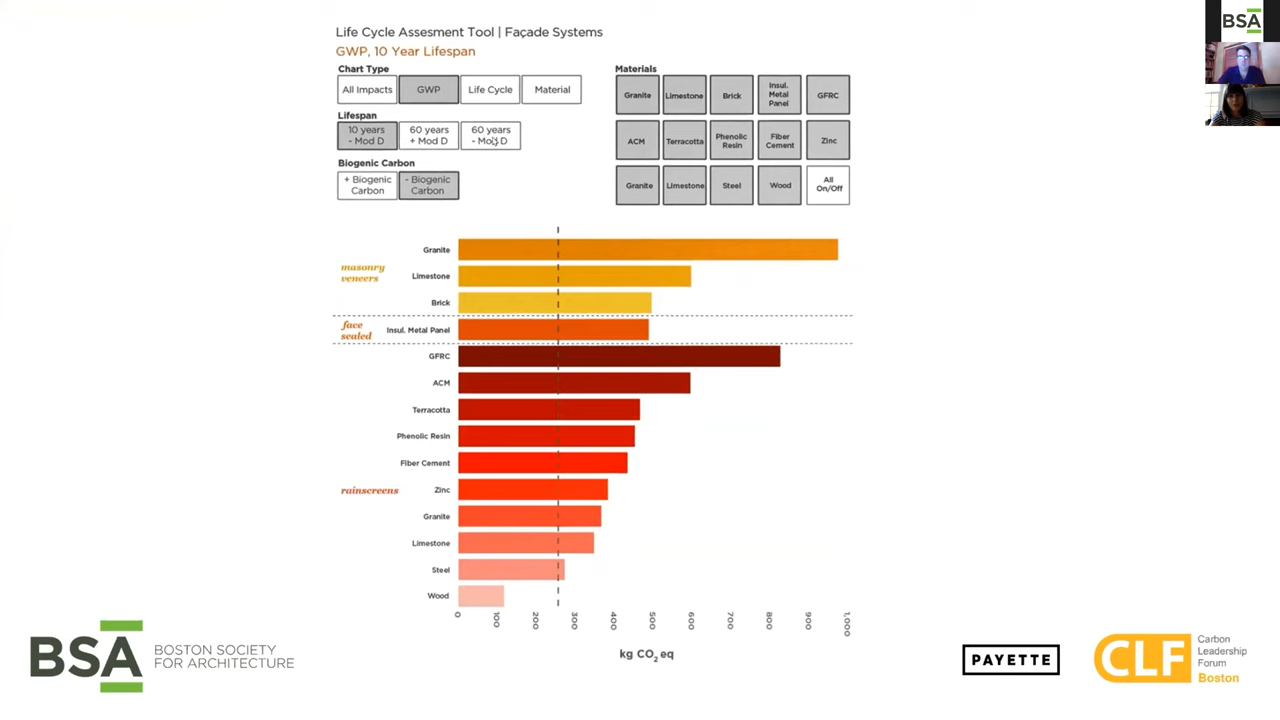 Life Cycle Assesment Tool | Façade Systems
GWP, 10 Year Lifespan
Chart Type
All Impacts
GWP
Life Cycle
Material
Lifespan
10 years
- Mod D
60 years
+ Mod D
60 years
- Mod D
Biogenic Carbon
+ Biogenic
Carbon
- Biogenic
Carbon
Materials
Granite
Limestone
Brick
Insul.
Metal
Panel
GFRC
ACM
Terracotta
Phenolic
Resin
Fiber
Cement
Zinc
Granite
Limestone
Steel
Wood
All
On/Off
BSA
masonry
veneers
Granite
Limestone
Brick
face
sealed
Insul. Metal Panel
GFRC
ACM
Terracotta
Phenolic Resin
Fiber Cement
rainscreens
Zinc
Granite
Limestone
Steel
Wood
0
100
200
300
400
500
600
700
800
900
1,000
kg CO2 eq
BSA
BOSTON SOCIETY
FOR ARCHITECTURE
PAYETTE
CLF
Carbon
Leadership
Forum
Boston